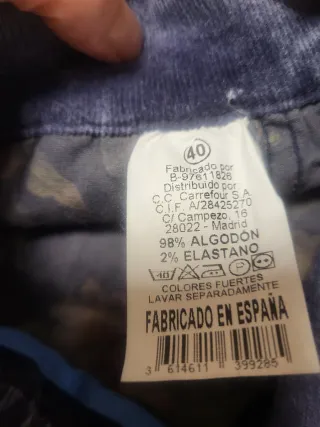 40
Fabricado por
B-97611826
Distribuido por
C.C. Carrefour S.A
C.I.F. A/28425270
C/ Campezo, 16
28022 - Madrid
98% ALGODÓN
2% ELASTANO
COLORES FUERTES
LAVAR SEPARADAMENTE
FABRICADO EN ESPAÑA
3 614611 399285